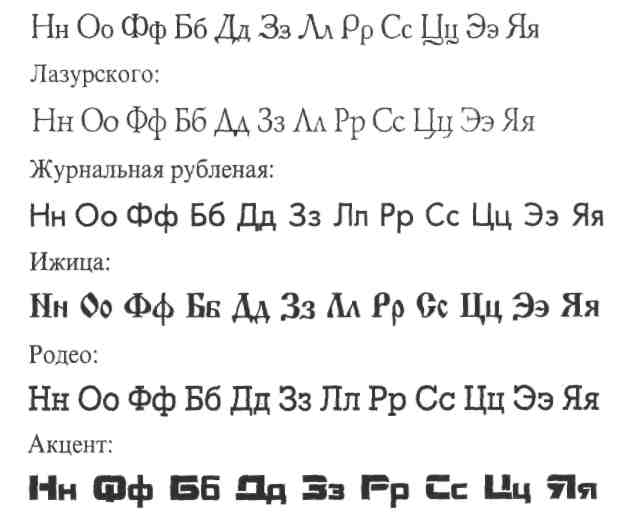 Нн Оо Фф Бб Дд Зз Лл Рр Сс Цц Ээ Яя
Лазурского:
Нн Оо Фф Бб Дд Зз Лл Рр Сс Цц Ээ Яя
Журнальная рубленая:
Нн Оо Фф Бб Дд Зз Лл Рр Сс Цц Ээ Яя
Ижица:
Нн Оо Фф Бб Дд Зз Лл Рр Сс Цц Ээ Яя
Родео:
Нн Оо Фф Бб Дд Зз Лл Рр Сс Цц Ээ Яя
Акцент:
Нн Фф Бб Дд Зз Рр Сс Цц Яя